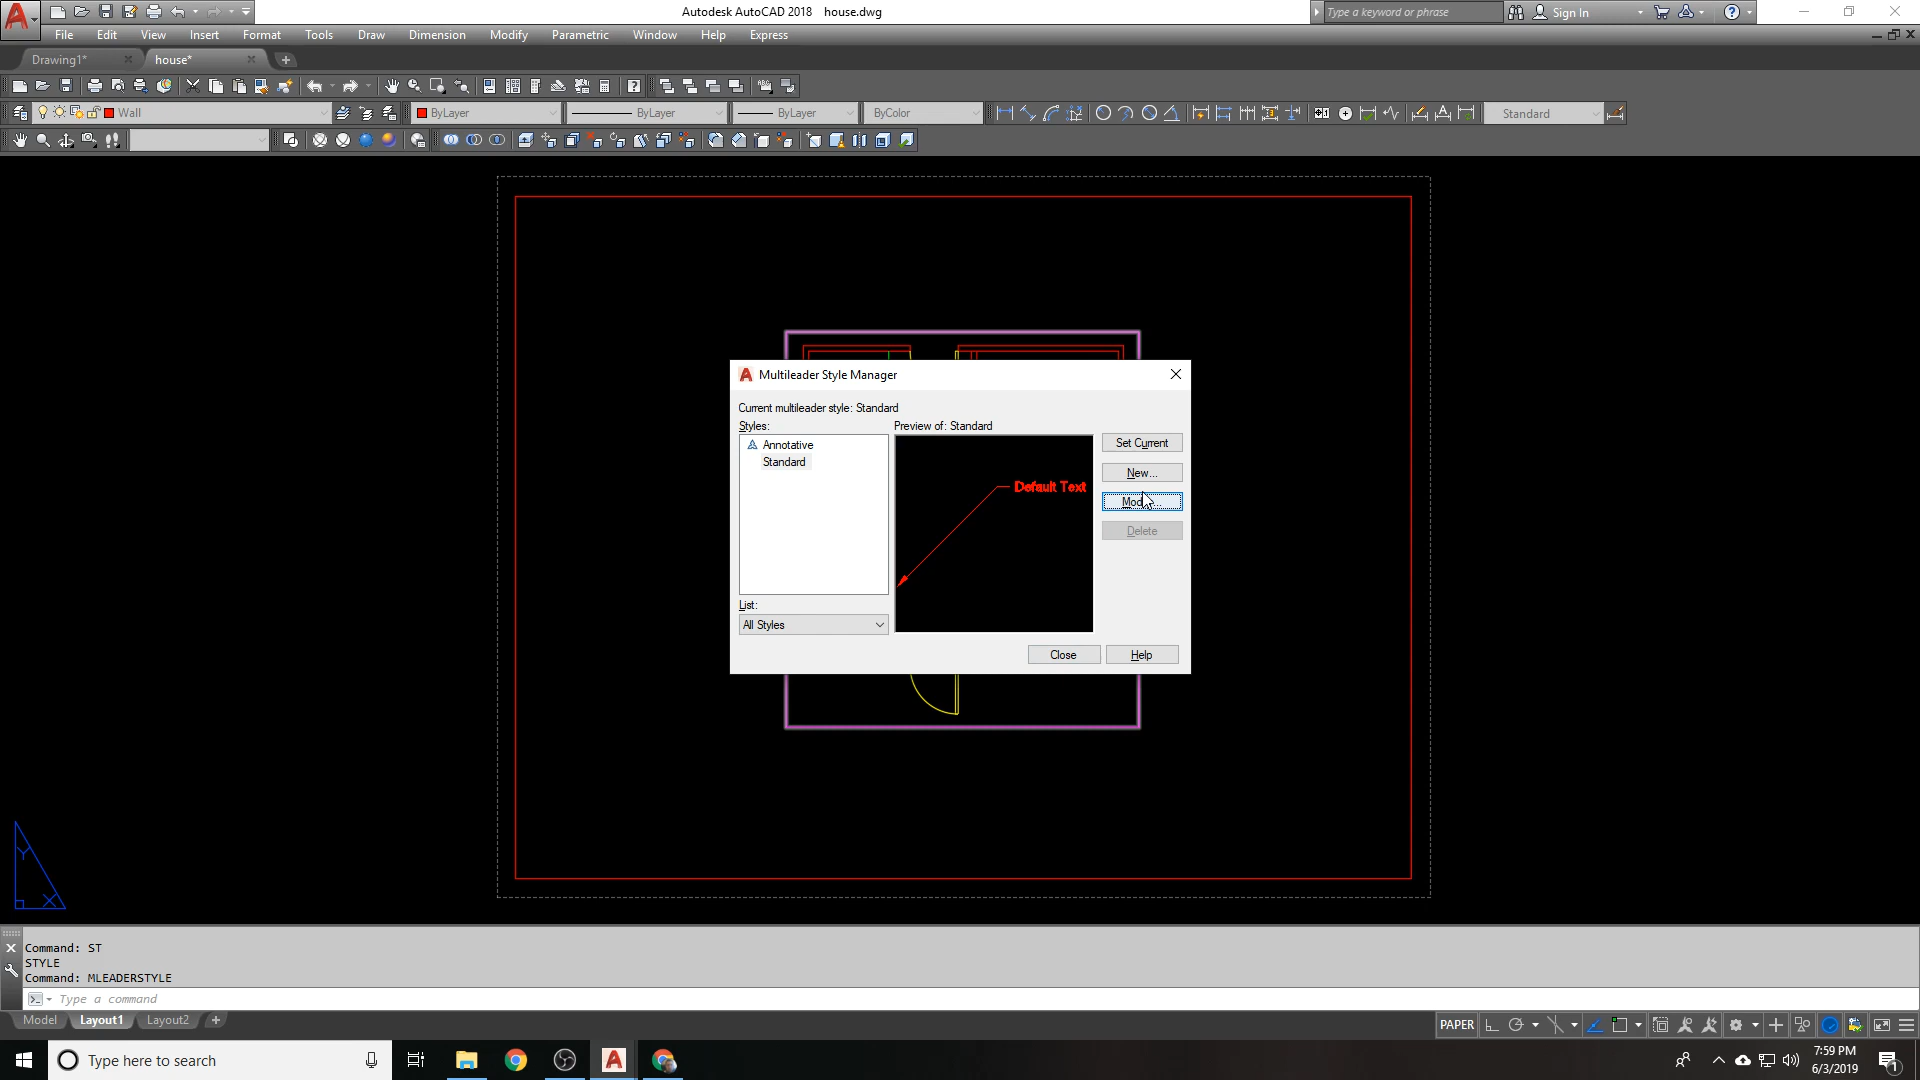 Autodesk AutoCAD 2018 house.dwg
Type a keyword or phrase
Sign In
File Edit View Insert Format Tools Draw Dimension Modify Parametric Window Help Express
Drawing1*
house*
Wall
ByLayer
ByLayer
ByLayer
ByColor
Standard
Multileader Style Manager
Current multileader style: Standard
Styles:
Preview of: Standard
Annotative
Standard
Default Text
Set Current
New...
Delete
List:
All Styles
Close
Help
Y
X
Command: ST
STYLE
Command: MLEADERSTYLE
Type a command
Model
Layout1
Layout2
PAPER
Type here to search
7:59 PM
6/3/2019
1